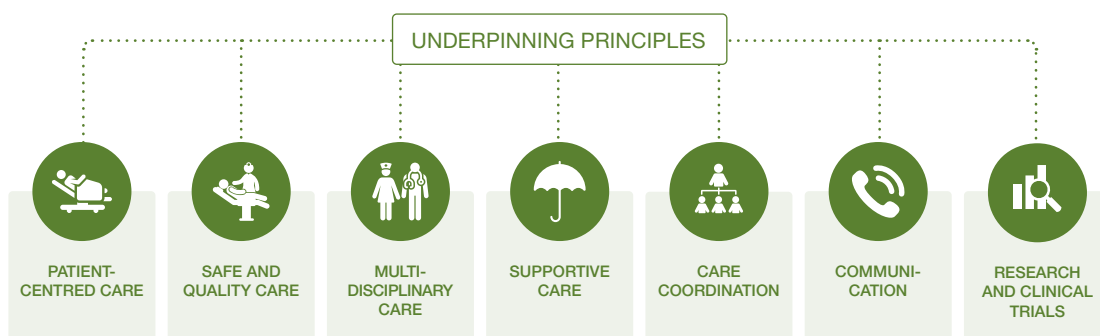 UNDERPINNING PRINCIPLES
PATIENT-
CENTRED CARE
SAFE AND
QUALITY CARE
MULTI-
DISCIPLINARY
CARE
SUPPORTIVE
CARE
CARE
COORDINATION
COMMUNI-
CATION
RESEARCH
AND CLINICAL
TRIALS